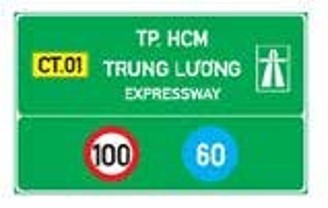 TP. HCM
CT.01
TRUNG LƯƠNG
EXPRESSWAY
100
60